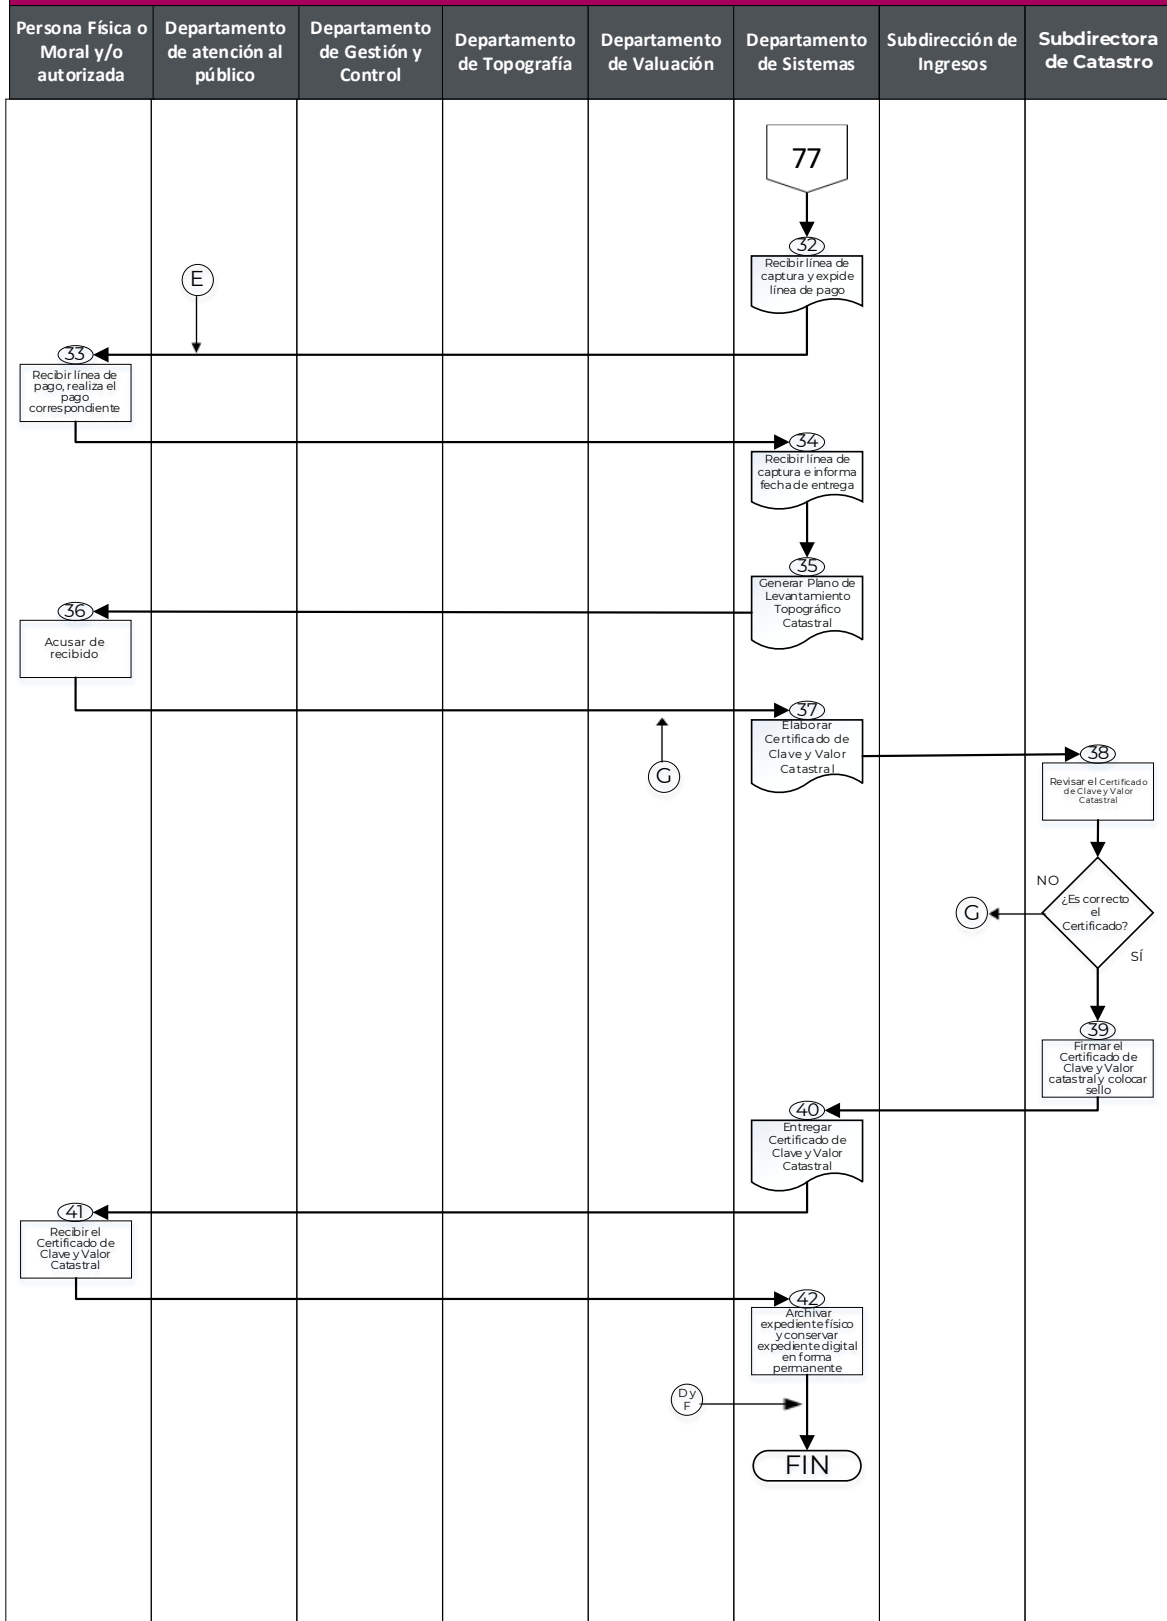 Persona Física o
Moral y/o
autorizada
Departamento
de atención al
público
Departamento
de Gestión y
Control
Departamento
de Topografía
Departamento
de Valuación
Departamento
de Sistemas
Subdirección de
Ingresos
Subdirectora
de Catastro
77
32
Recibir línea de
captura y expide
línea de pago
E
33
Recibir línea de
pago, realiza el
pago
correspondiente
34
Recibir línea de
captura e informa
fecha de entrega
35
Generar Plano de
Levantamiento
Topográfico
Catastral
36
Acusar de
recibido
37
Elaborar
Certificado de
Clave y Valor
Catastral
G
38
Revisar el Certificado
de Clave y Valor
Catastral
NO
¿Es correcto
el
Certificado?
G
SÍ
39
Firmar el
Certificado de
Clave y Valor
catastral y colocar
sello
40
Entregar
Certificado de
Clave y Valor
Catastral
41
Recibir el
Certificado de
Clave y Valor
Catastral
42
Archivar
expediente físico
y conservar
expediente digital
en forma
permanente
D y
F
FIN